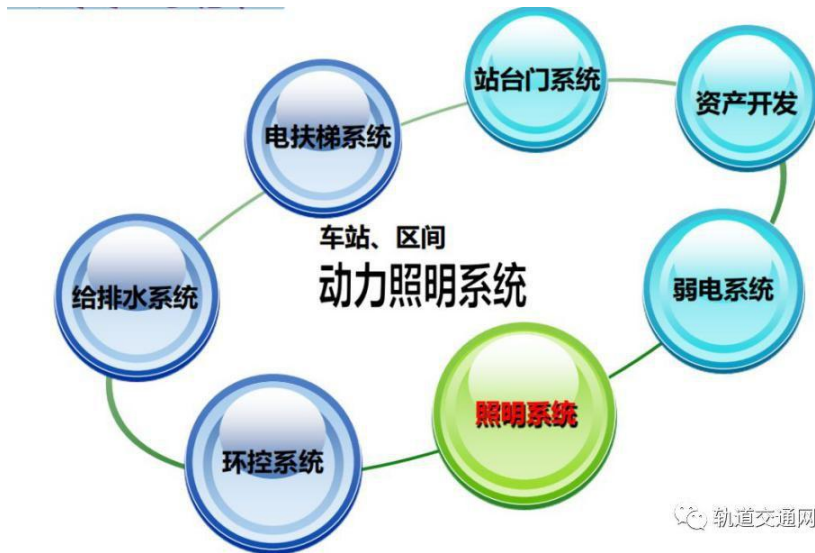 站台门系统
资产开发
电扶梯系统
车站、区间
动力照明系统
给排水系统
弱电系统
照明系统
环控系统
轨道交通网